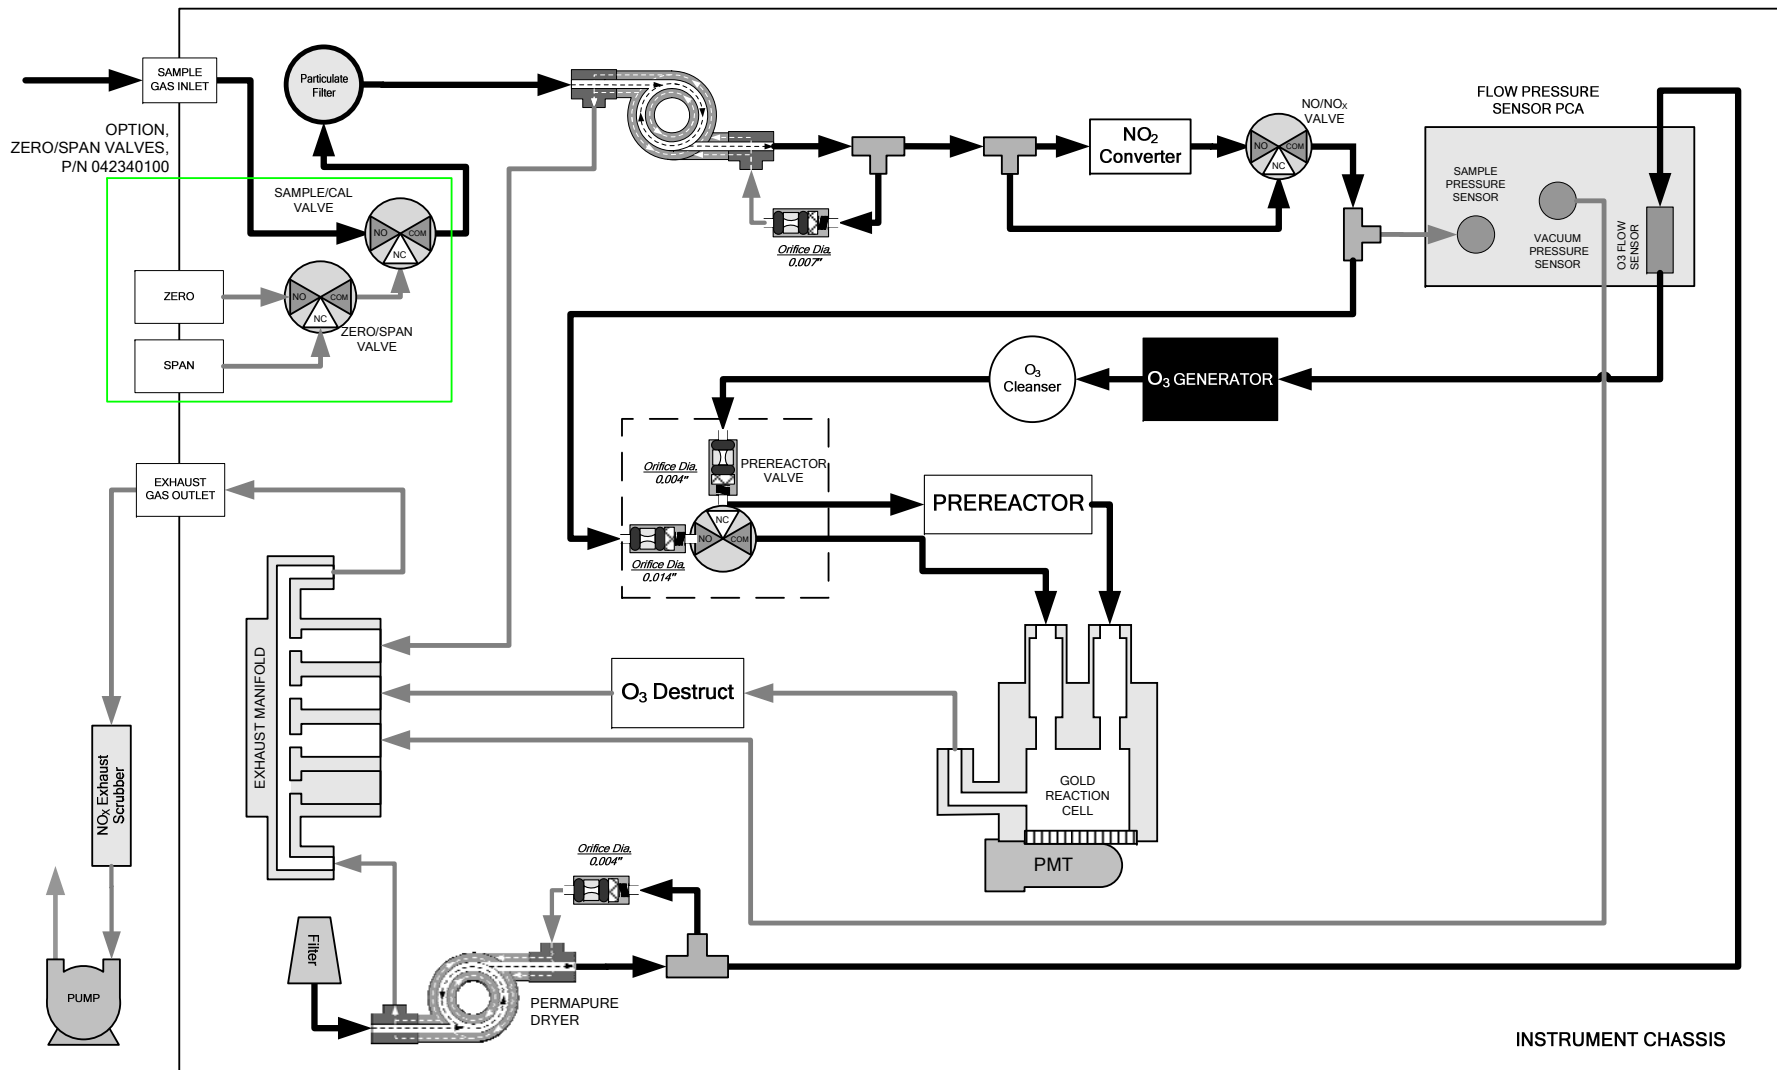 SAMPLE
GAS INLET
OPTION,
ZERO/SPAN VALVES,
P/N 042340100
Particulate
Filter
SAMPLE/CAL
VALVE
NO
COM
NC
ZERO
NO
COM
NC
ZERO/SPAN
VALVE
SPAN
Orifice Dia.
0.007"
NO₂
Converter
NO/NOX
VALVE
NO
COM
NC
FLOW PRESSURE
SENSOR PCA
SAMPLE
PRESSURE
SENSOR
VACUUM
PRESSURE
SENSOR
O3 FLOW
SENSOR
O₃
Cleanser
O₃ GENERATOR
Orifice Dia.
0.004"
PREREACTOR
VALVE
NC
NO
COM
Orifice Dia.
0.014"
PREREACTOR
EXHAUST
GAS OUTLET
EXHAUST MANIFOLD
O₃ Destruct
GOLD
REACTION
CELL
PMT
NOX Exhaust
Scrubber
PUMP
Filter
Orifice Dia.
0.004"
PERMAPURE
DRYER
INSTRUMENT CHASSIS